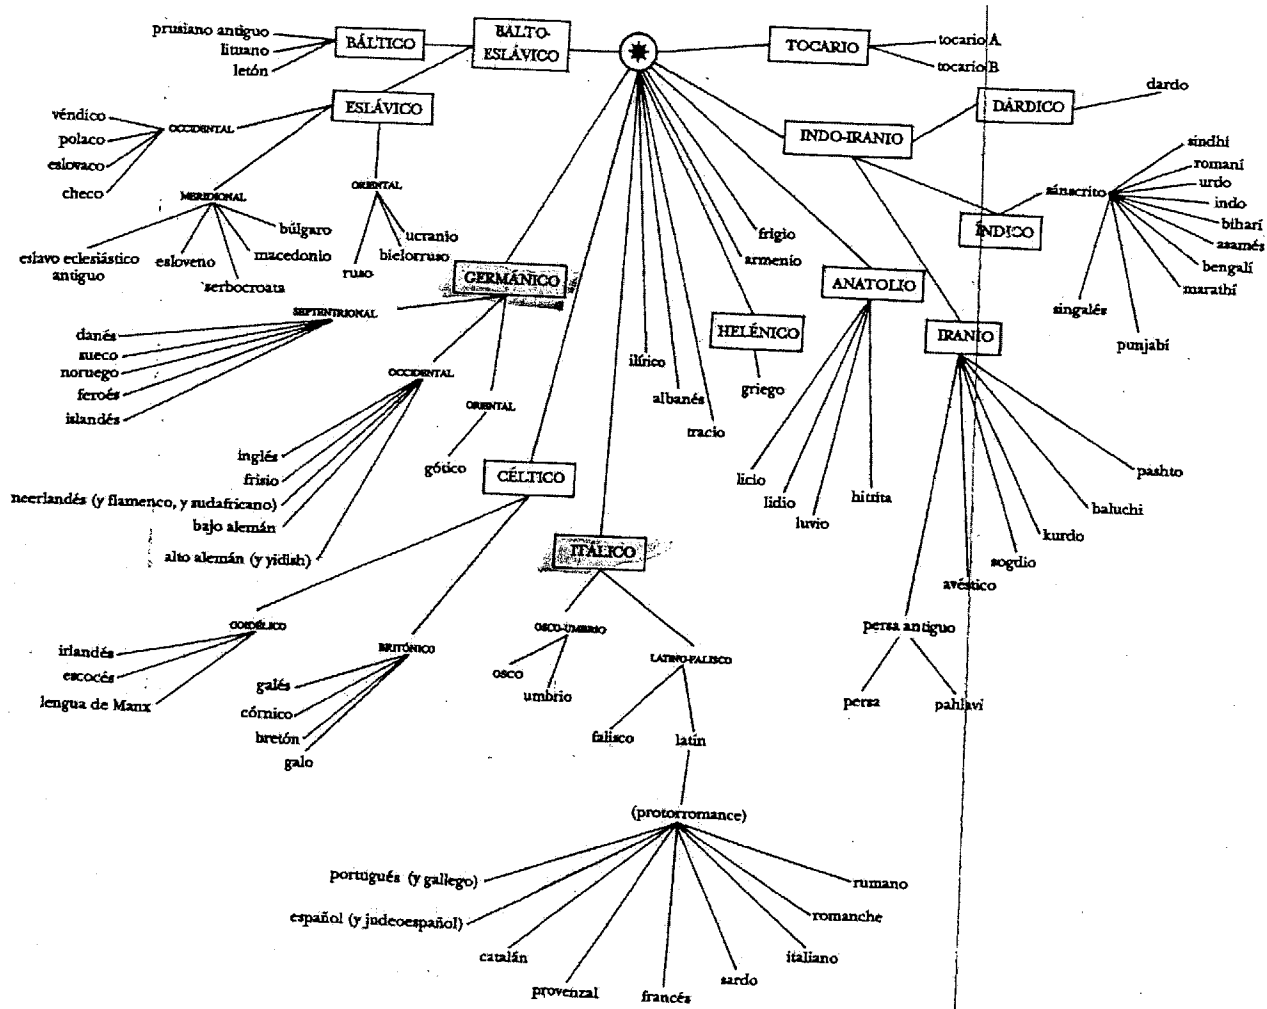 prusiano antiguo
lituano
letón
BÁLTICO
BALTO-
ESLÁVICO
TOCARIO
tocario A
tocario B
ESLÁVICO
OCCIDENTAL
véndico
polaco
eslovaco
checo
MERIDIONAL
eslavo eclesiástico
antiguo
esloveno
serbocroata
macedonio
búlgaro
ORIENTAL
ucranio
bielorruso
ruso
INDO-IRANIO
DÁRDICO
dardo
ÍNDICO
sánscrito
sindhí
romaní
urdo
indo
biharí
asamés
bengalí
marathí
punjabí
singalés
frigio
armenio
ANATOLIO
licio
lidio
luvio
hitita
HELÉNICO
griego
IRANIO
pashto
baluchi
kurdo
sogdio
avéstico
persa antiguo
persa
pahlavi
ilírico
albanés
tracio
GERMÁNICO
SEPTENTRIONAL
danés
sueco
noruego
feroés
islandés
OCCIDENTAL
inglés
frisio
neerlandés (y flamenco, y sudafricano)
bajo alemán
alto alemán (y yidish)
ORIENTAL
gótico
CÉLTICO
GOIDÉLICO
irlandés
escocés
lengua de Manx
BRITÓNICO
galés
córnico
bretón
galo
ITÁLICO
OSCO-UMBRIO
osco
umbrio
LATINO-FALISCO
falisco
latín
(protorromance)
portugués (y gallego)
español (y judeoespañol)
catalán
provenzal
francés
sardo
italiano
romanche
rumano